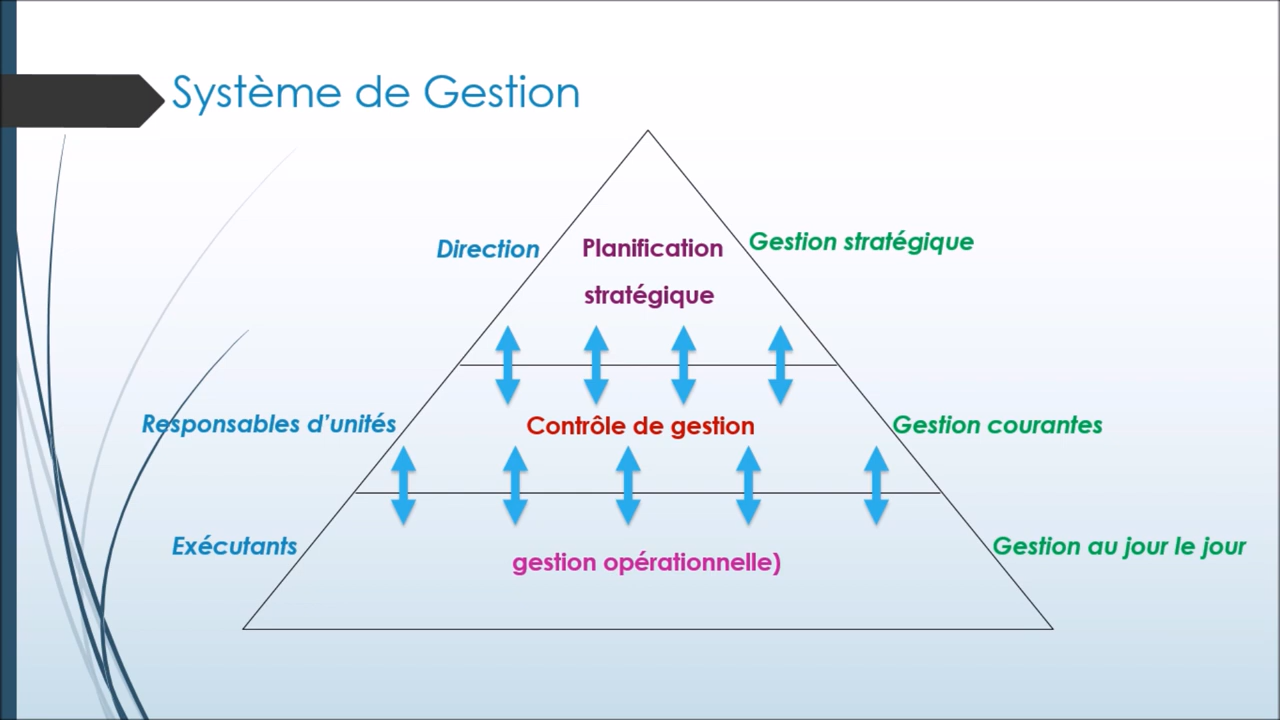 Système de Gestion
Direction
Planification
stratégique
Gestion stratégique
Responsables d'unités
Contrôle de gestion
Gestion courantes
Exécutants
gestion opérationnelle)
Gestion au jour le jour